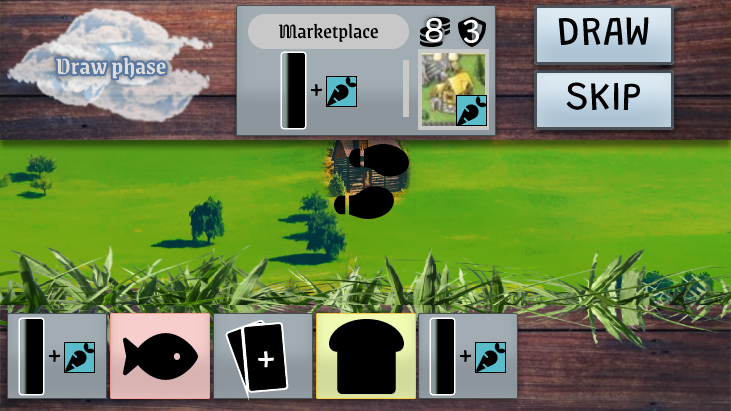 Draw phase
Marketplace
8 3
DRAW
+
SKIP
+ + +